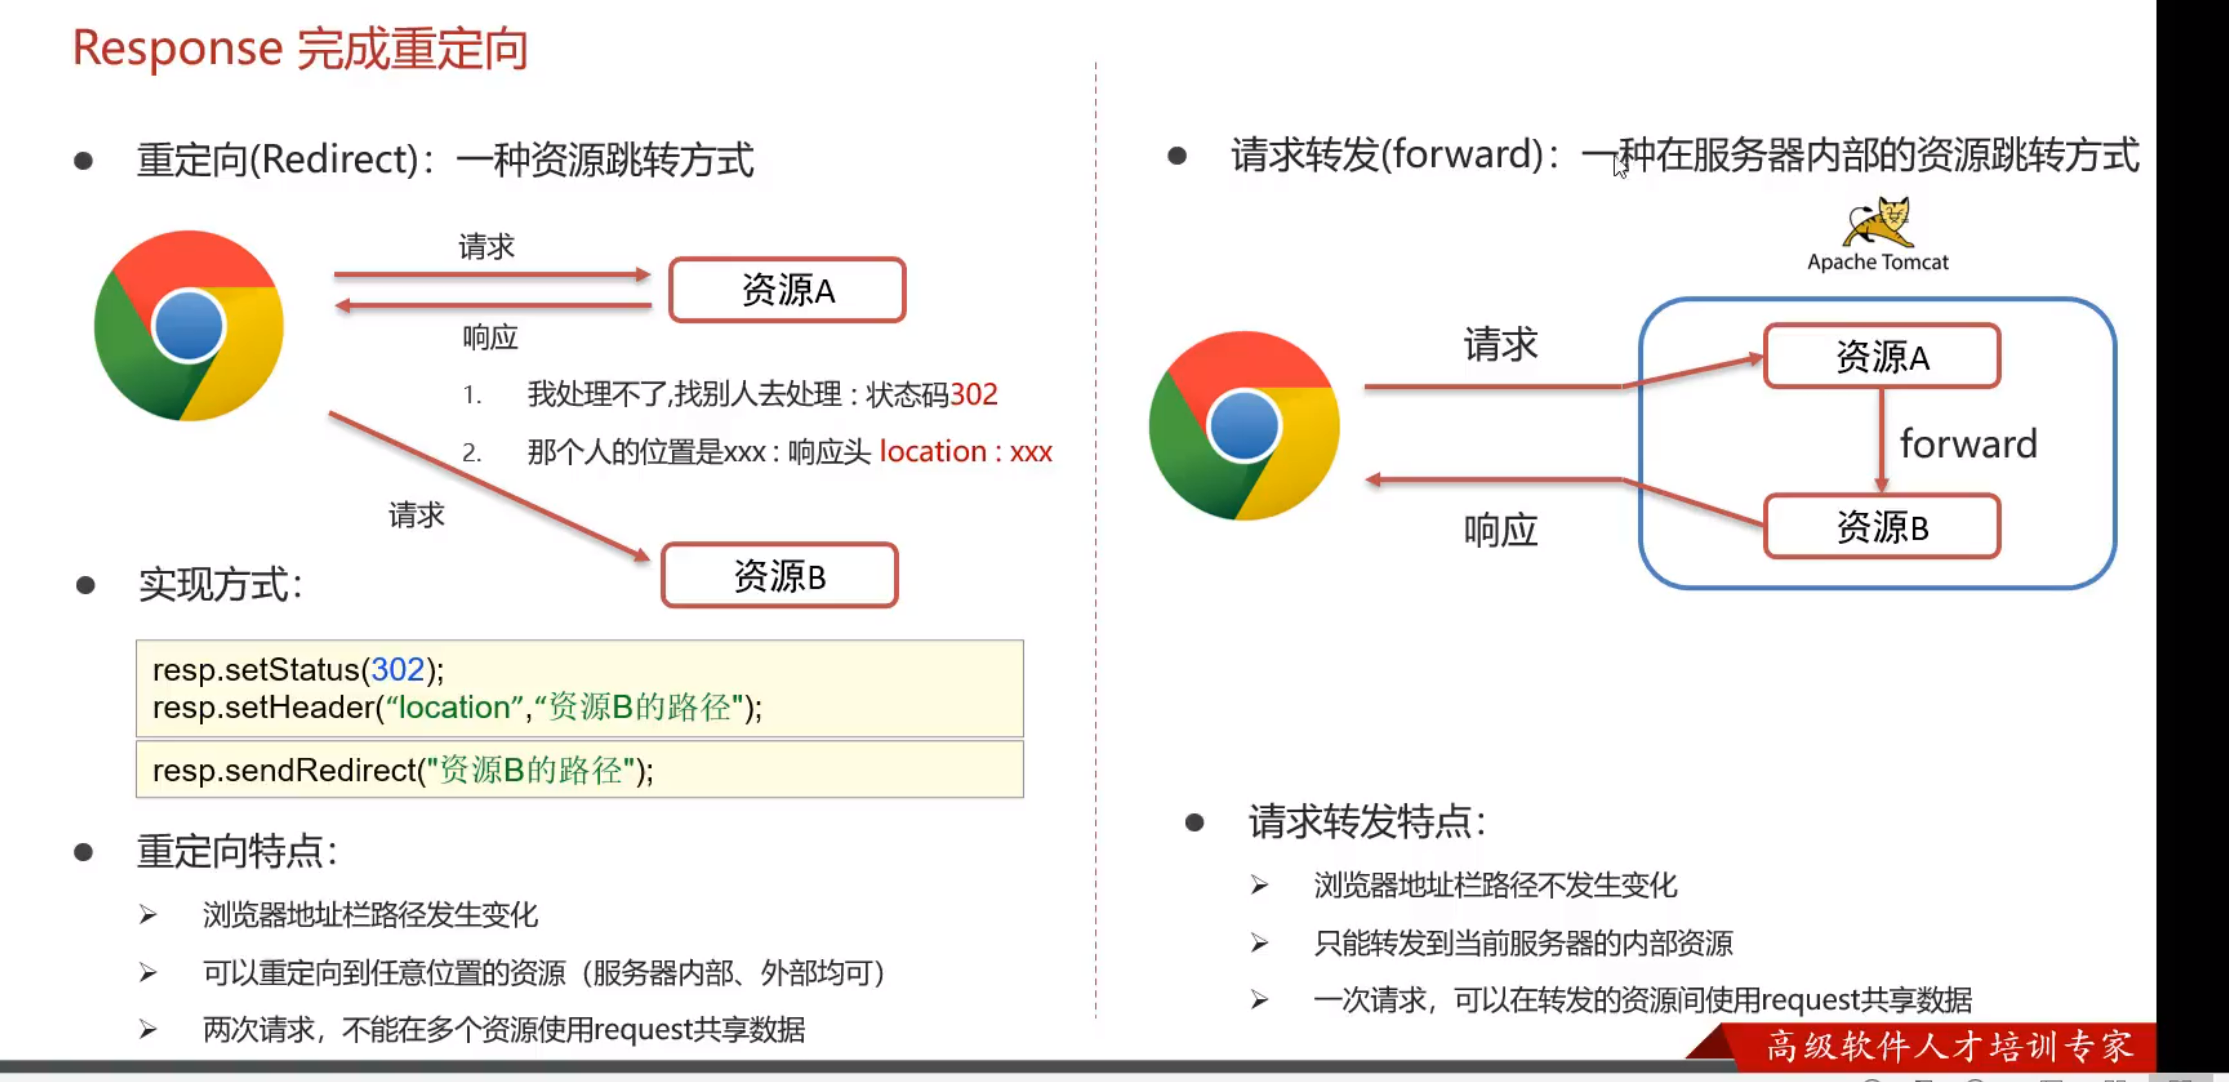 Response 完成重定向
重定向(Redirect)：一种资源跳转方式
请求
资源A
响应
1. 我处理不了,找别人去处理 : 状态码302
2. 那个人的位置是xxx : 响应头 location : xxx
请求
资源B
实现方式：
resp.setStatus(302);
resp.setHeader(“location”,“资源B的路径");
resp.sendRedirect("资源B的路径");
重定向特点：
浏览器地址栏路径发生变化
可以重定向到任意位置的资源（服务器内部、外部均可）
两次请求，不能在多个资源使用request共享数据
请求转发(forward)：一种在服务器内部的资源跳转方式
Apache Tomcat
请求
资源A
forward
响应
资源B
请求转发特点：
浏览器地址栏路径不发生变化
只能转发到当前服务器的内部资源
一次请求，可以在转发的资源间使用request共享数据
高级软件人才培训专家